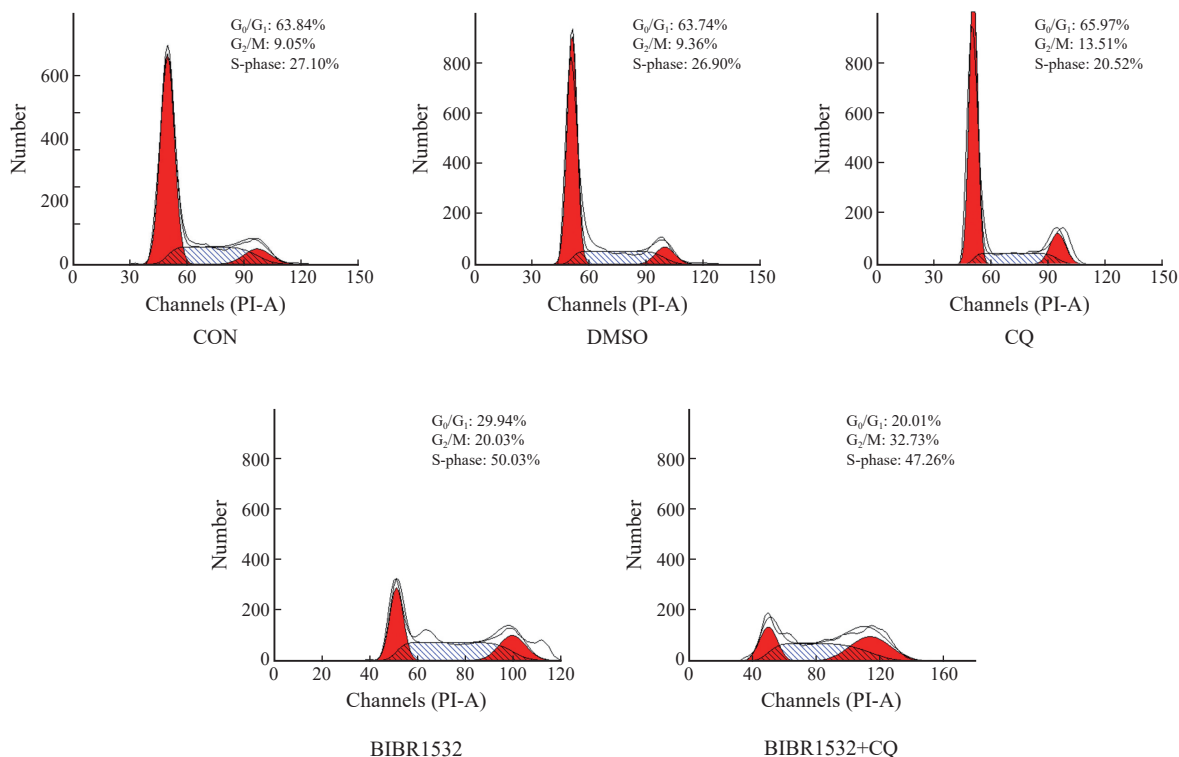 G₀/G₁: 63.84%
G₂/M: 9.05%
S-phase: 27.10%
600
400
200
0
Number
0 30 60 90 120 150
Channels (PI-A)
CON
G₀/G₁: 63.74%
G₂/M: 9.36%
S-phase: 26.90%
800
600
400
200
0
Number
0 30 60 90 120 150
Channels (PI-A)
DMSO
G₀/G₁: 65.97%
G₂/M: 13.51%
S-phase: 20.52%
800
600
400
200
0
Number
0 30 60 90 120 150
Channels (PI-A)
CQ
G₀/G₁: 29.94%
G₂/M: 20.03%
S-phase: 50.03%
800
600
400
200
0
Number
0 20 40 60 80 100 120
Channels (PI-A)
BIBR1532
G₀/G₁: 20.01%
G₂/M: 32.73%
S-phase: 47.26%
800
600
400
200
0
Number
0 40 80 120 160
Channels (PI-A)
BIBR1532+CQ